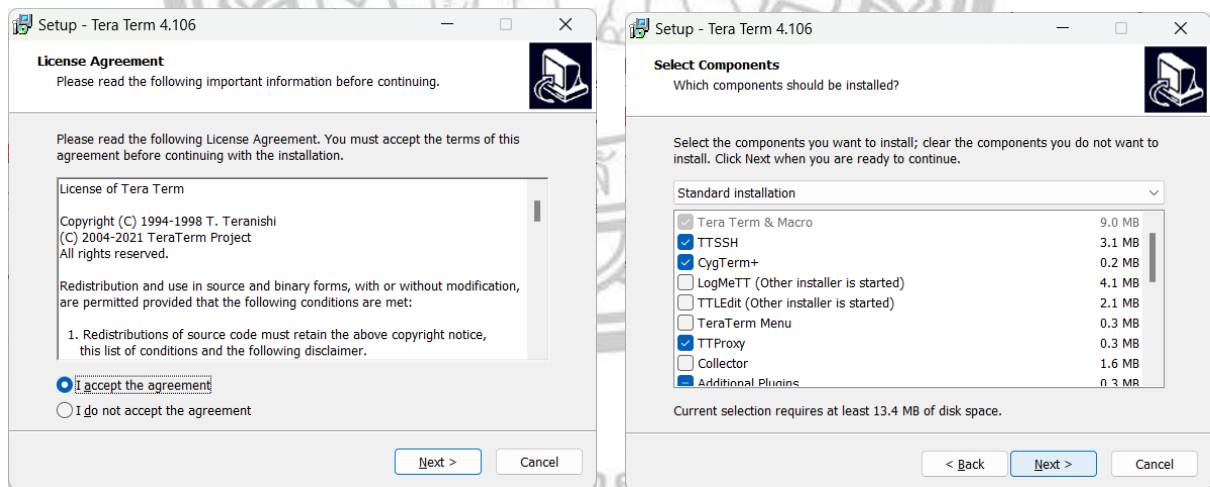 Setup - Tera Term 4.106
License Agreement
Please read the following important information before continuing.
Please read the following License Agreement. You must accept the terms of this
agreement before continuing with the installation.
License of Tera Term
Copyright (C) 1994-1998 T. Teranishi
(C) 2004-2021 TeraTerm Project
All rights reserved.
Redistribution and use in source and binary forms, with or without modification,
are permitted provided that the following conditions are met:
1. Redistributions of source code must retain the above copyright notice,
this list of conditions and the following disclaimer.
I accept the agreement
I do not accept the agreement
Next >
Cancel
Setup - Tera Term 4.106
Select Components
Which components should be installed?
Select the components you want to install; clear the components you do not want to
install. Click Next when you are ready to continue.
Standard installation
Tera Term & Macro 9.0 MB
TTSSH 3.1 MB
CygTerm+ 0.2 MB
LogMeTT (Other installer is started) 4.1 MB
TTLEdit (Other installer is started) 2.1 MB
TeraTerm Menu 0.3 MB
TTProxy 0.3 MB
Collector 1.6 MB
Additional Plugins 0.3 MB
Current selection requires at least 13.4 MB of disk space.
< Back
Next >
Cancel